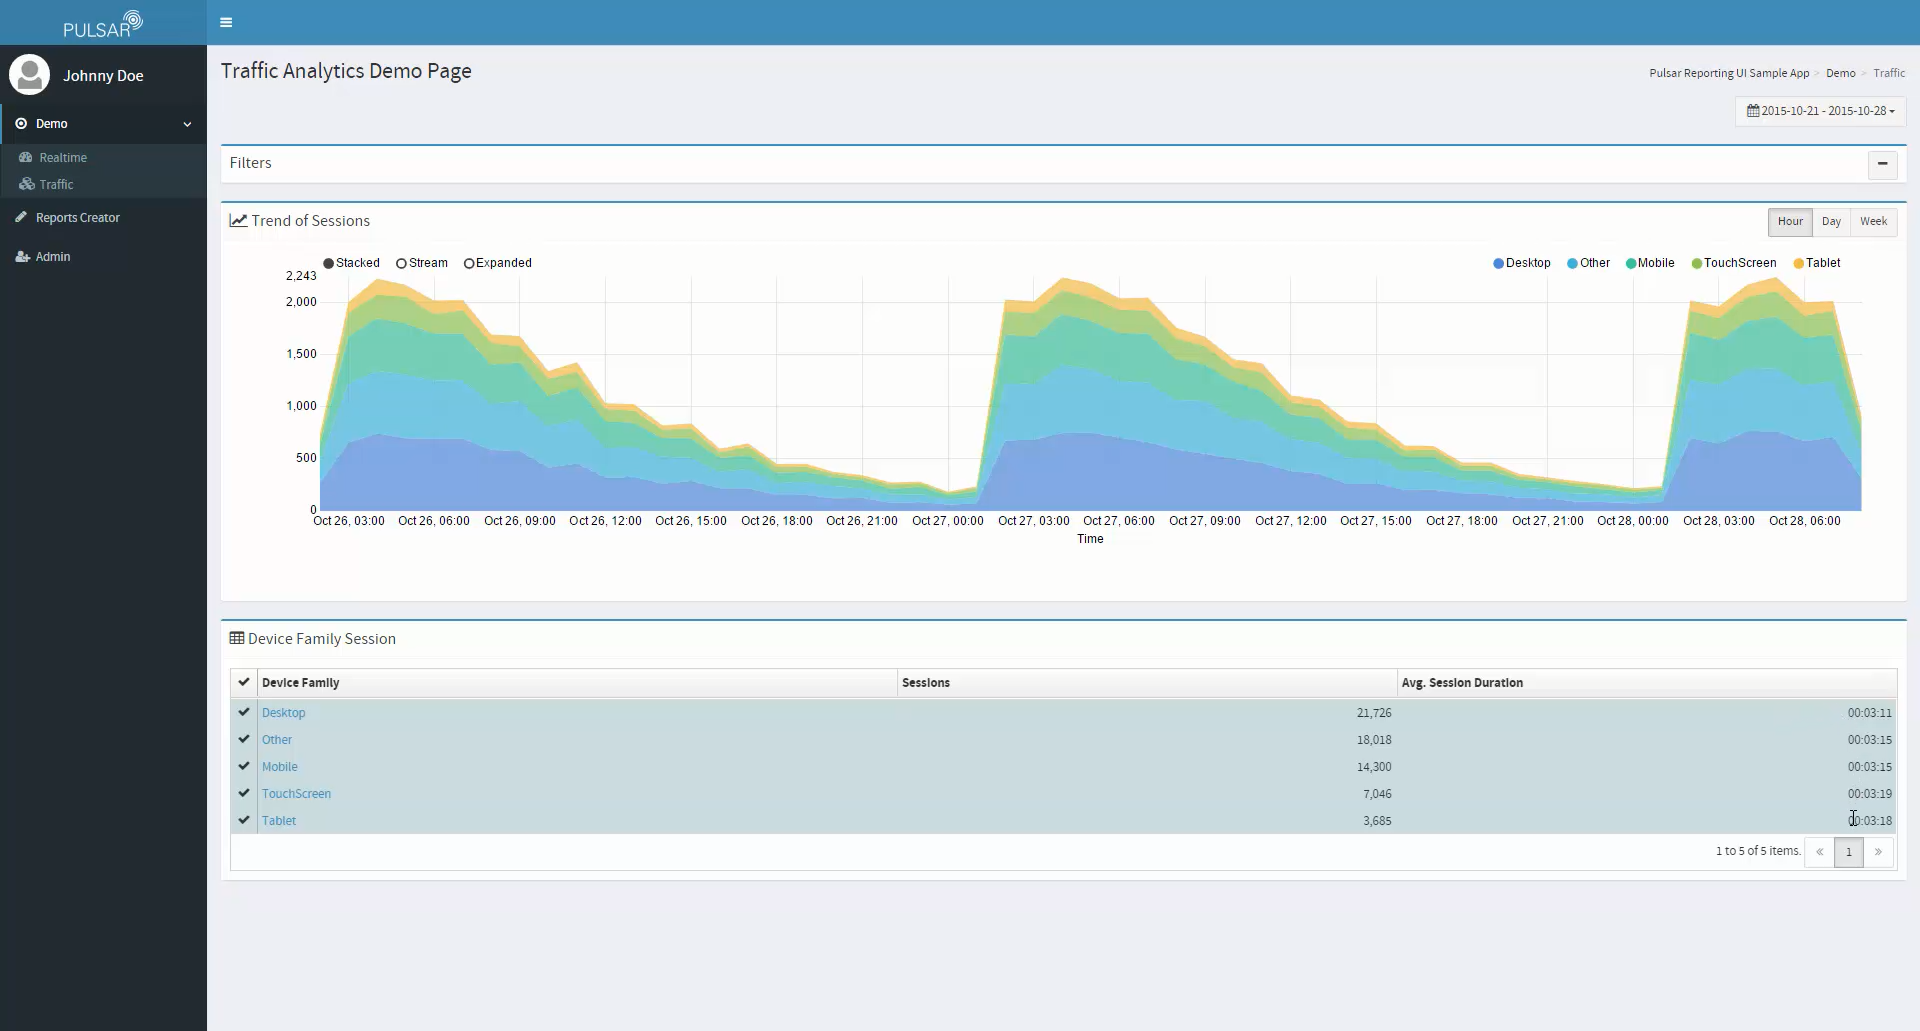 PULSAR
Johnny Doe
Demo
Realtime
Traffic
Reports Creator
Admin
Traffic Analytics Demo Page
Pulsar Reporting UI Sample App > Demo > Traffic
2015-10-21 - 2015-10-28
Filters
Trend of Sessions
Hour Day Week
Stacked Stream Expanded
Desktop Other Mobile TouchScreen Tablet
2,243
2,000
1,500
1,000
500
0
Oct 26, 03:00 Oct 26, 06:00 Oct 26, 09:00 Oct 26, 12:00 Oct 26, 15:00 Oct 26, 18:00 Oct 26, 21:00 Oct 27, 00:00 Oct 27, 03:00 Oct 27, 06:00 Oct 27, 09:00 Oct 27, 12:00 Oct 27, 15:00 Oct 27, 18:00 Oct 27, 21:00 Oct 28, 00:00 Oct 28, 03:00 Oct 28, 06:00
Time
Device Family Session
Device Family Sessions Avg. Session Duration
Desktop 21,726 00:03:11
Other 18,018 00:03:15
Mobile 14,300 00:03:15
TouchScreen 7,046 00:03:19
Tablet 3,685 00:03:18
1 to 5 of 5 items. « 1 »